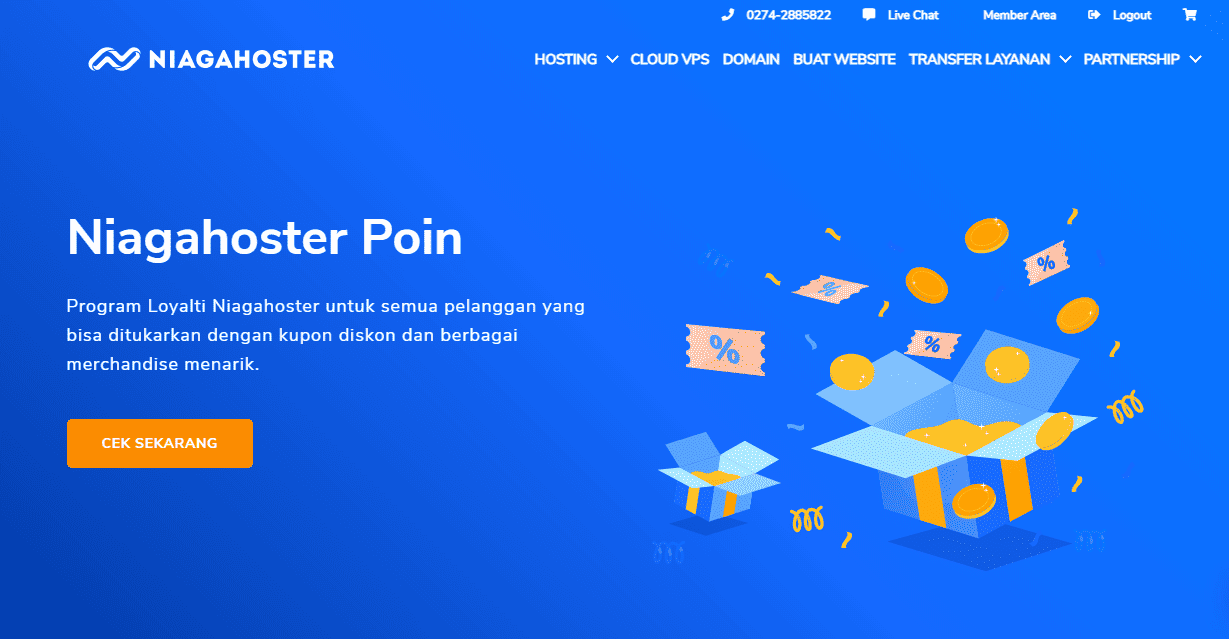 0274-2885822 Live Chat Member Area Logout
NIAGAHOSTER
HOSTING CLOUD VPS DOMAIN BUAT WEBSITE TRANSFER LAYANAN PARTNERSHIP
Niagahoster Poin
Program Loyalti Niagahoster untuk semua pelanggan yang
bisa ditukarkan dengan kupon diskon dan berbagai
merchandise menarik.
CEK SEKARANG
%
%
%
%